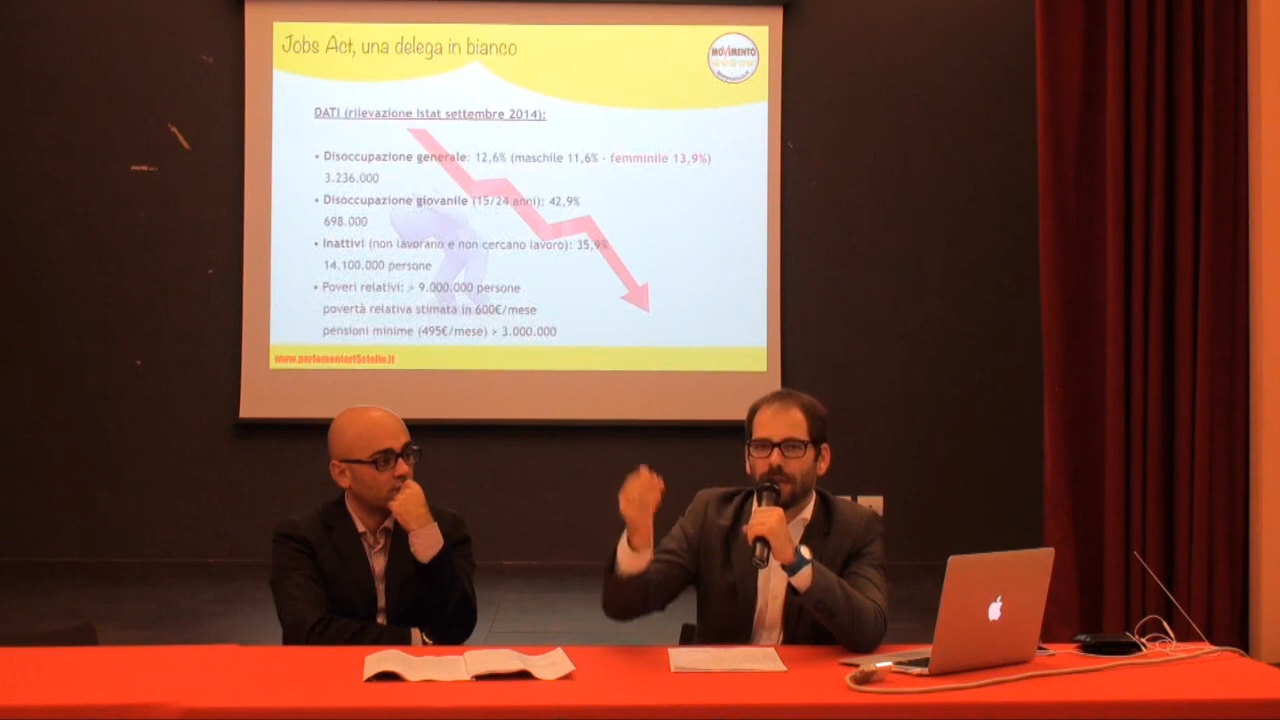 Jobs Act, una delega in bianco
MOVIMENTO
DATI (rilevazione Istat settembre 2014):
• Disoccupazione generale: 12,6% (maschile 11,6% - femminile 13,9%)
3.236.000
• Disoccupazione giovanile (15/24 anni): 42,9%
698.000
• Inattivi (non lavorano e non cercano lavoro): 35,9%
14.100.000 persone
• Poveri relativi: > 9.000.000 persone
povertà relativa stimata in 600€/mese
pensioni minime (495€/mese) > 3.000.000
www.parlamentari5stelle.it